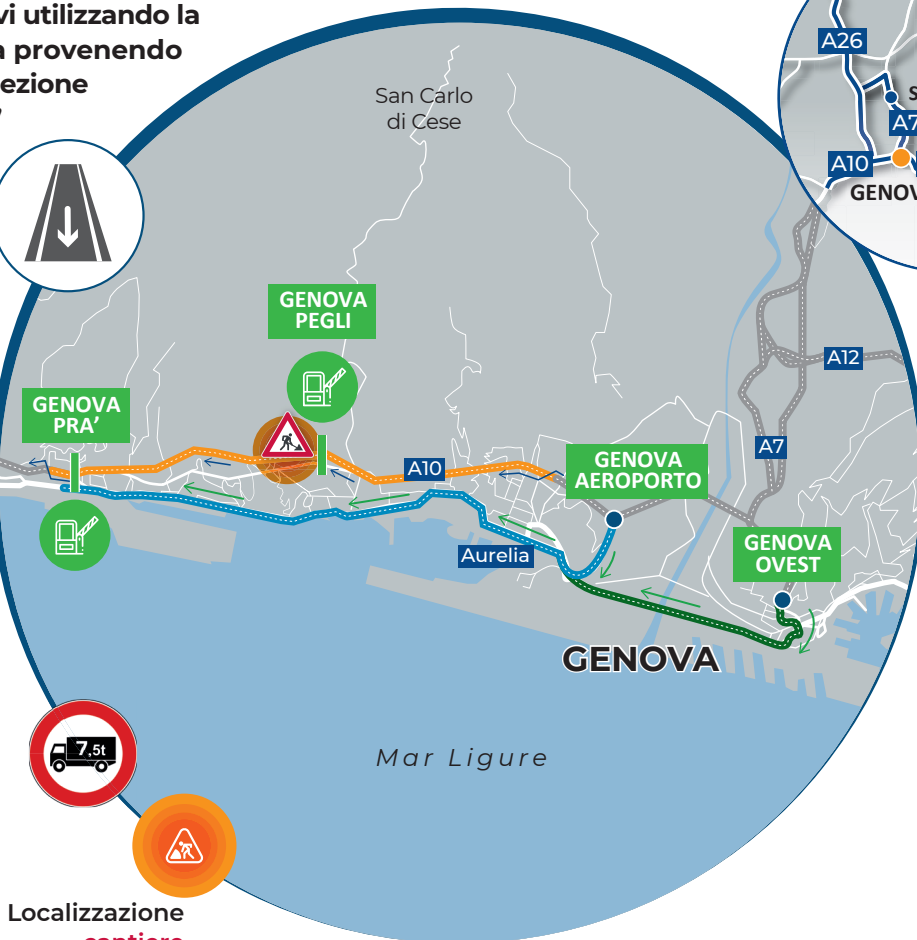 vi utilizzando la
provenendo
ezione
A26
A7
A10
San Carlo
di Cese
GENOVA
PEGLI
A12
GENOVA
PRA’
A7
A10
GENOVA
AEROPORTO
GENOVA
OVEST
Aurelia
GENOVA
7,5t
Mar Ligure
Localizzazione
cantiere